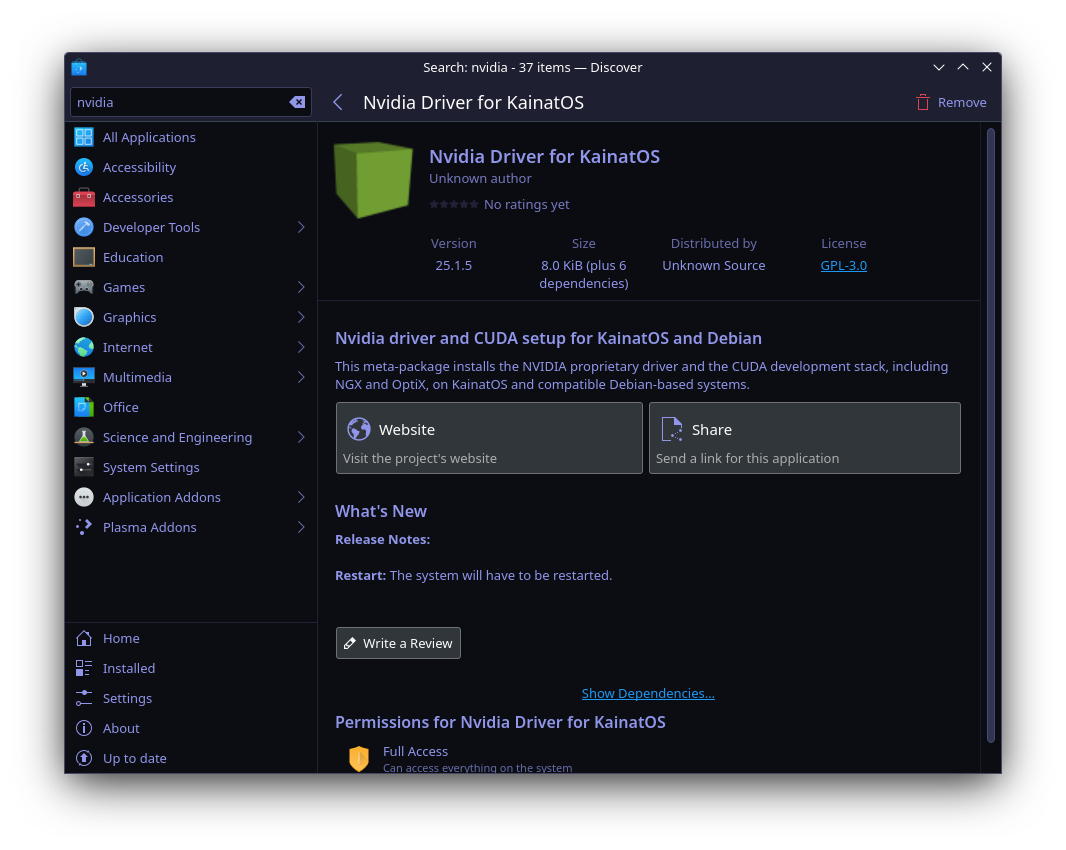 Search: nvidia - 37 items — Discover
nvidia
Nvidia Driver for KainatOS
Remove
All Applications
Accessibility
Accessories
Developer Tools
Education
Games
Graphics
Internet
Multimedia
Office
Science and Engineering
System Settings
Application Addons
Plasma Addons
Home
Installed
Settings
About
Up to date
Nvidia Driver for KainatOS
Unknown author
No ratings yet
Version
25.1.5
Size
8.0 KiB (plus 6
dependencies)
Distributed by
Unknown Source
License
GPL-3.0
Nvidia driver and CUDA setup for KainatOS and Debian
This meta-package installs the NVIDIA proprietary driver and the CUDA development stack, including
NGX and OptiX, on KainatOS and compatible Debian-based systems.
Website
Visit the project's website
Share
Send a link for this application
What's New
Release Notes:
Restart: The system will have to be restarted.
Write a Review
Show Dependencies...
Permissions for Nvidia Driver for KainatOS
Full Access
Can access everything on the system